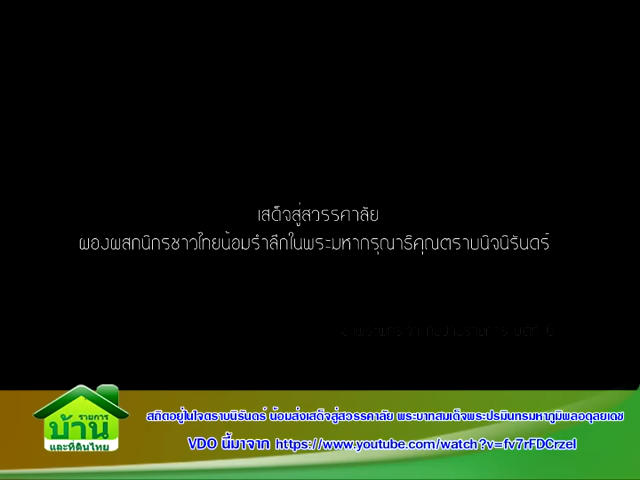 เสด็จสู่สวรรคาลัย
ผองพสกนิกรชาวไทยน้อมรำลึกในพระมหากรุณาธิคุณตราบนิจนิรันดร์
รายการ
บ้าน
และที่ดินไทย
สถิตอยู่ในใจตราบนิรันดร์ น้อมส่งเสด็จสู่สวรรคาลัย พระบาทสมเด็จพระปรมินทรมหาภูมิพลอดุลยเดช
VDO นี้มาจาก https://www.youtube.com/watch?v=fv7rFDCrzeI